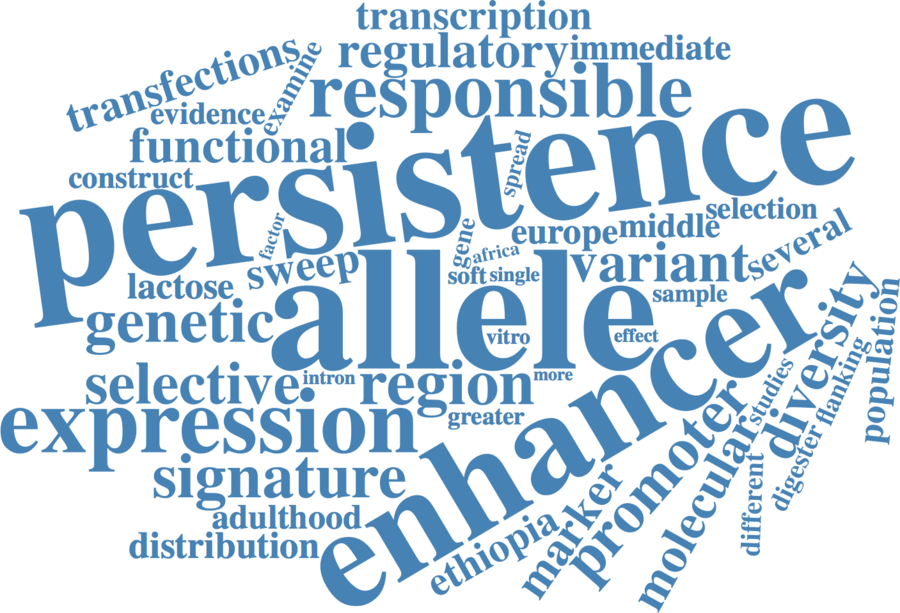 transcription
regulatory
immediate
transfections
examine
responsible
evidence
functional
construct
persistence
spread
selection
factor
gene
europe
middle
africa
several
sweep
soft
single
variant
lactose
allele
sample
genetic
vitro
effect
enhancer
diversity
population
selective
intron
region
more
greater
expression
studies
flanking
signature
digester
promoter
molecular
different
marker
adulthood
ethiopia
distribution